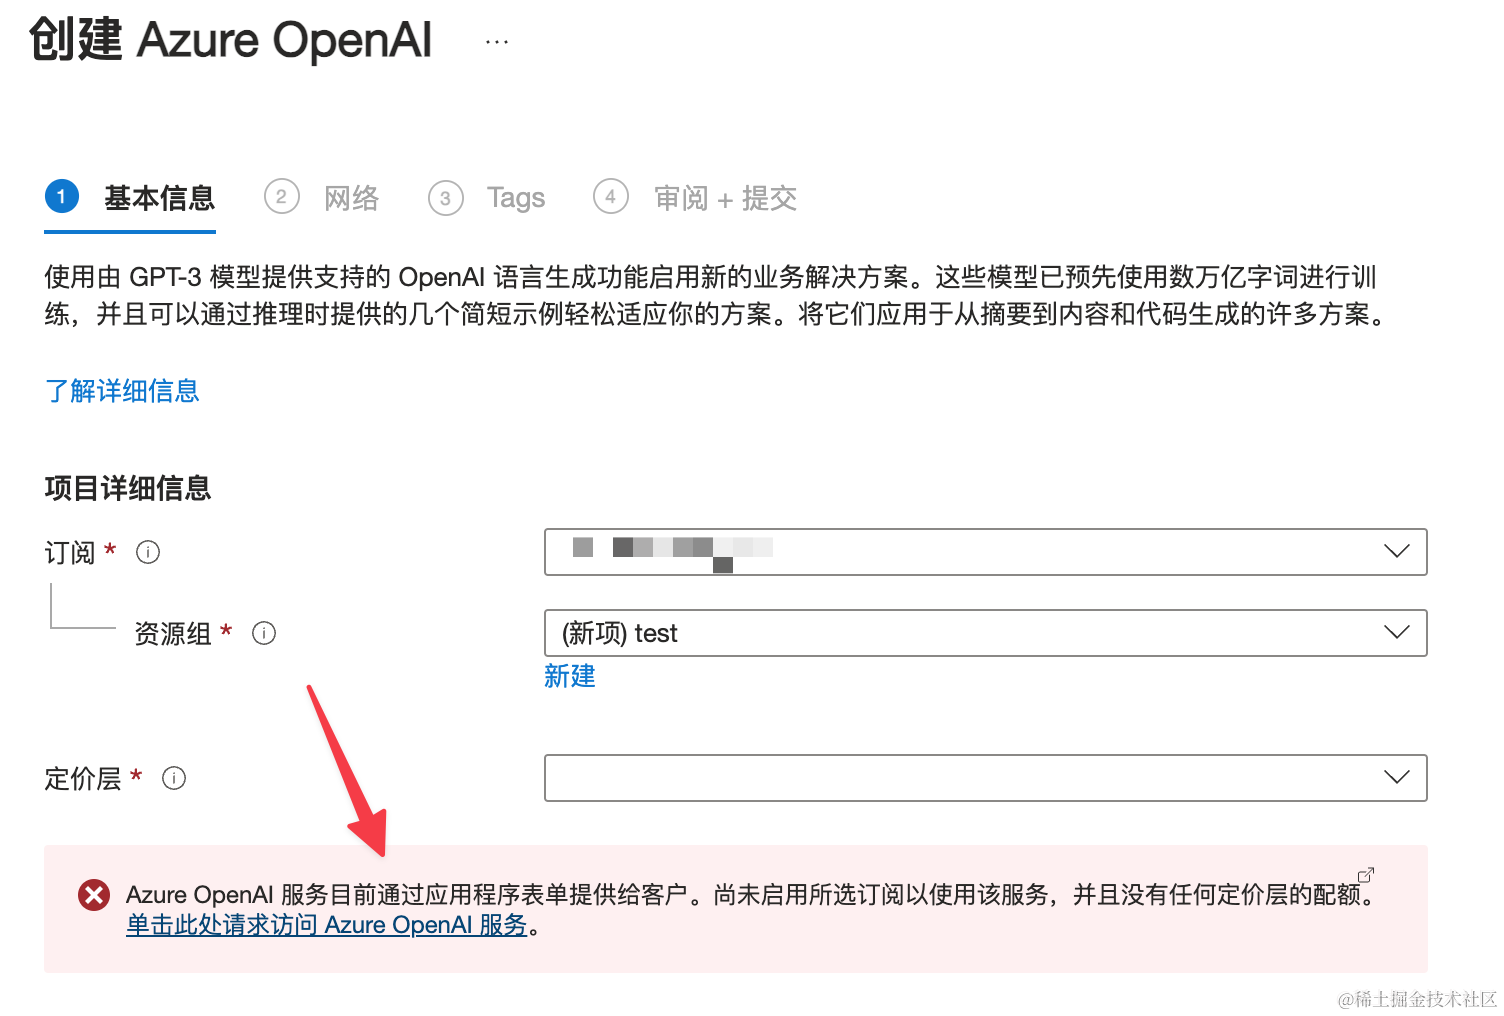 创建 Azure OpenAI ...
1 基本信息 2 网络 3 Tags 4 审阅 + 提交
使用由 GPT-3 模型提供支持的 OpenAI 语言生成功能启用新的业务解决方案。这些模型已预先使用数万亿字词进行训
练，并且可以通过推理时提供的几个简短示例轻松适应你的方案。将它们应用于从摘要到内容和代码生成的许多方案。
了解详细信息
项目详细信息
订阅 *
资源组 * (新项) test
新建
定价层 *
Azure OpenAI 服务目前通过应用程序表单提供给客户。尚未启用所选订阅以使用该服务，并且没有任何定价层的配额。
单击此处请求访问 Azure OpenAI 服务。
@稀土掘金技术社区